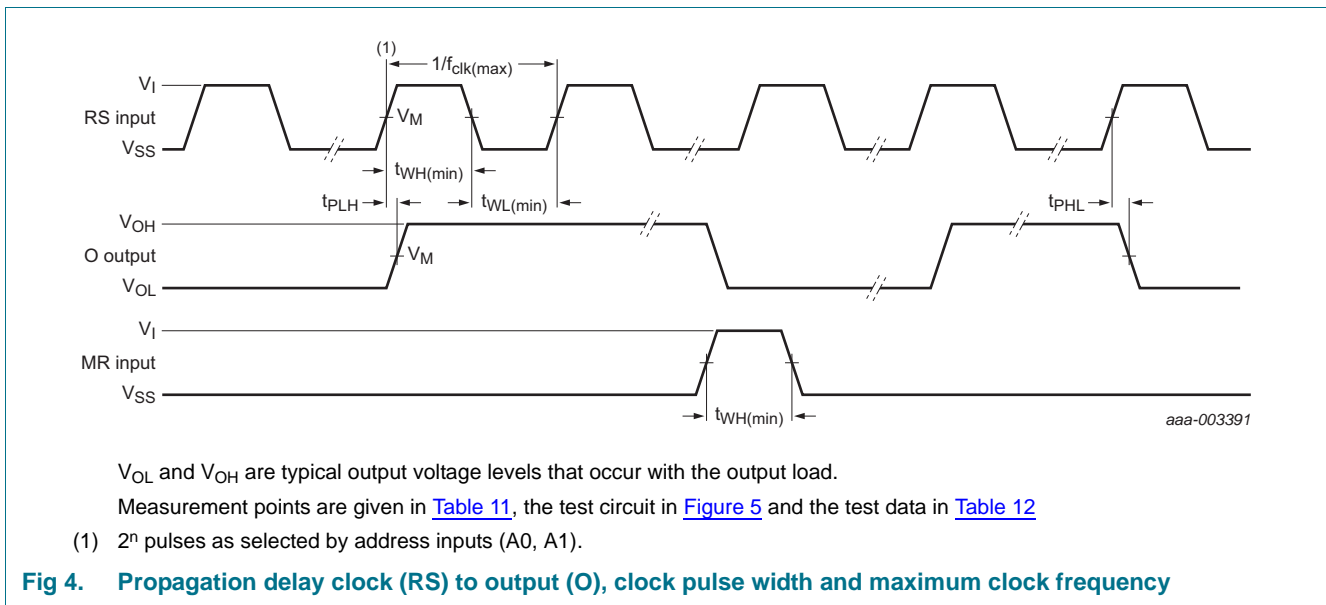 (1)
1/fclk(max)
VI
RS input
VM
VSS
tWH(min)
tPLH
tWL(min)
tPHL
VOH
O output
VM
VOL
VI
MR input
VSS
tWH(min)
aaa-003391
VOL and VOH are typical output voltage levels that occur with the output load.
Measurement points are given in Table 11, the test circuit in Figure 5 and the test data in Table 12
(1) 2ⁿ pulses as selected by address inputs (A0, A1).
Fig 4. Propagation delay clock (RS) to output (O), clock pulse width and maximum clock frequency